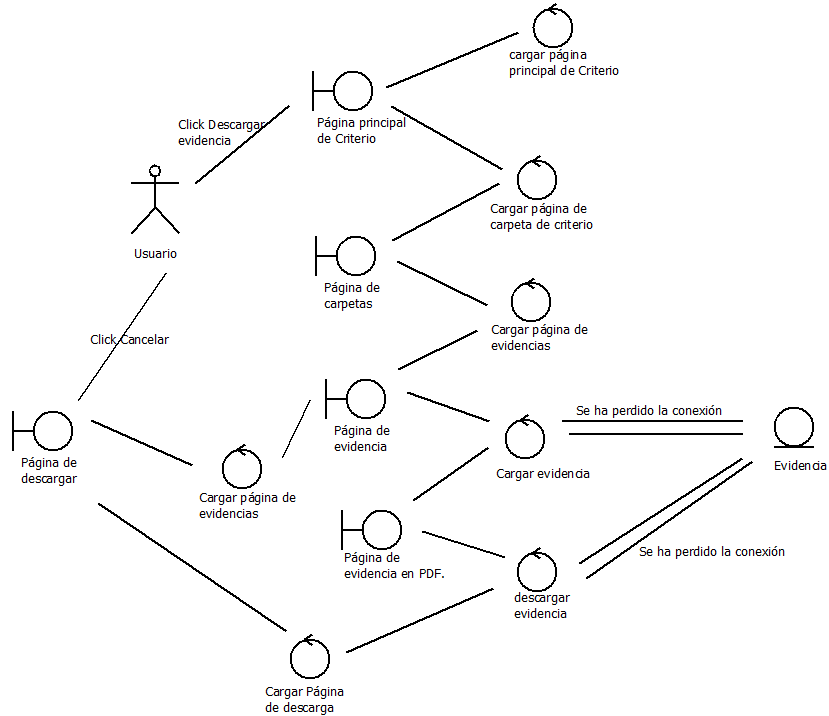 cargar página
principal de Criterio
Click Descargar
evidencia
Página principal
de Criterio
Cargar página de
carpeta de criterio
Usuario
Página de
carpetas
Cargar página de
evidencias
Click Cancelar
Página de
evidencia
Se ha perdido la conexión
Evidencia
Página de
descargar
Cargar página de
evidencias
Cargar evidencia
Página de
evidencia en PDF.
Se ha perdido la conexión
descargar
evidencia
Cargar Página
de descarga